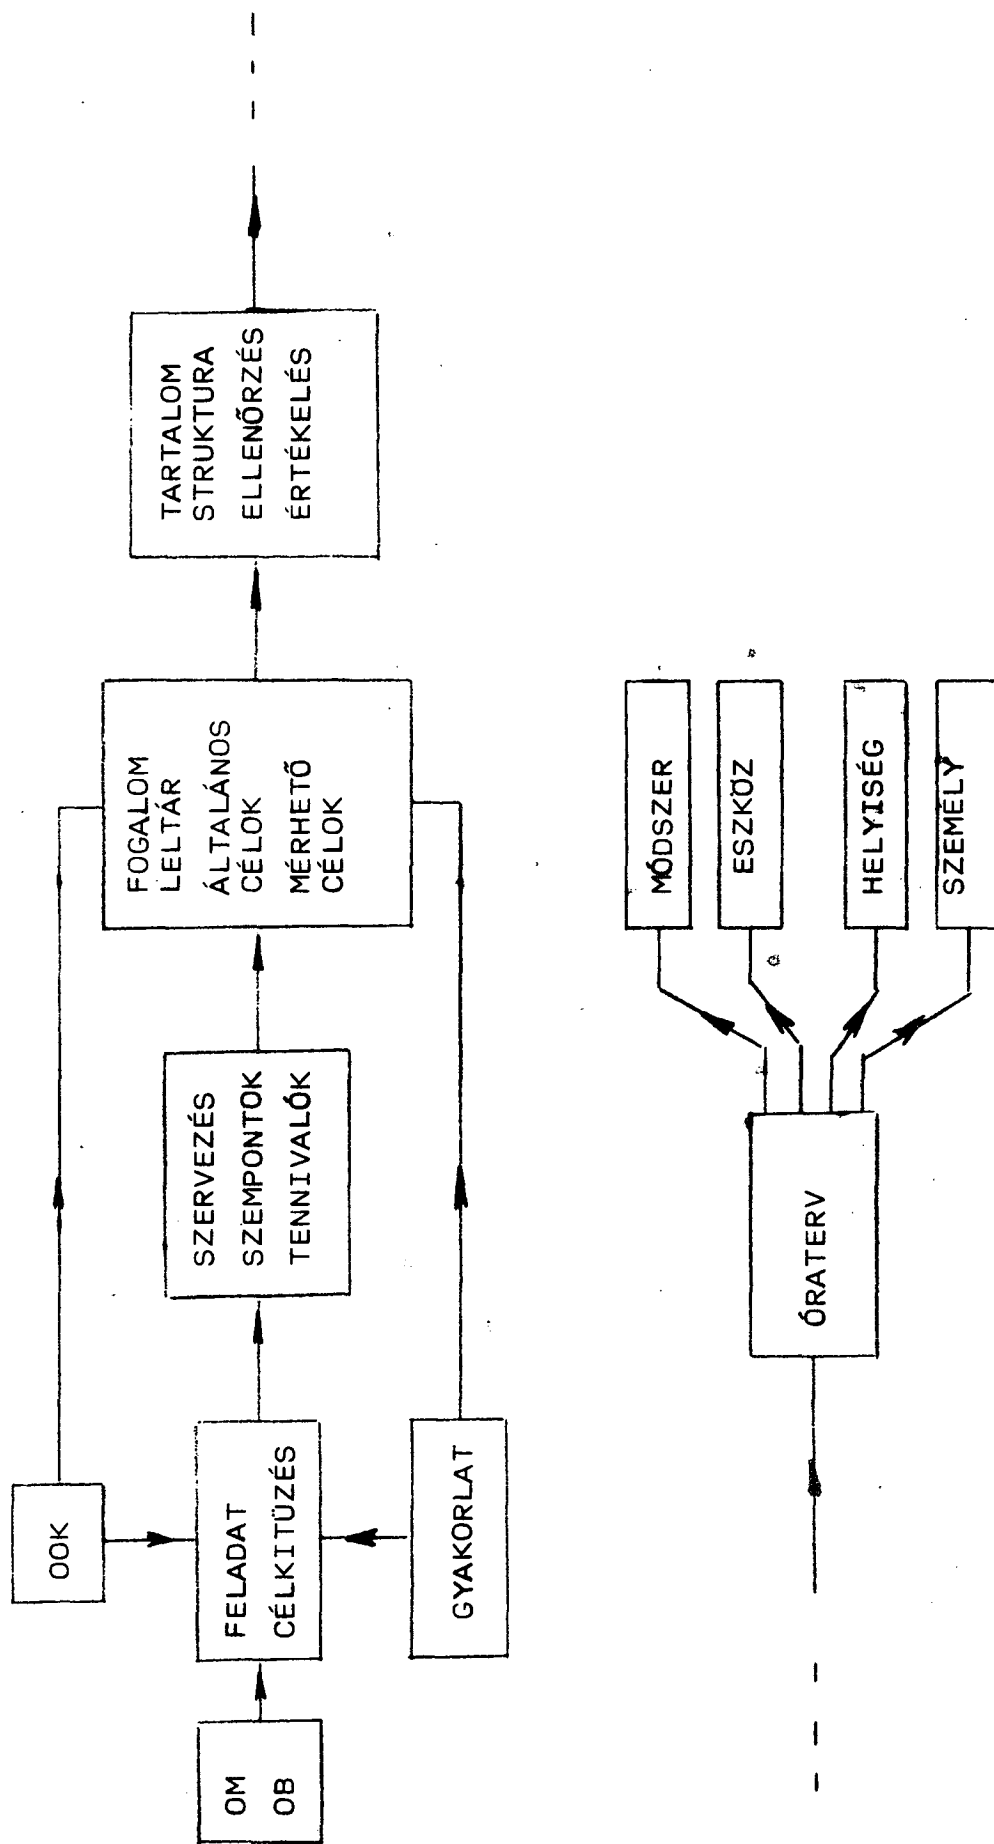 OOK
OM
OB
FELADAT
CÉLKITÜZÉS
GYAKORLAT
SZERVEZÉS
SZEMPONTOK
TENNIVALÓK
FOGALOM
LELTÁR
ÁLTALÁNOS
CÉLOK
MÉRHETŐ
CÉLOK
TARTALOM
STRUKTURA
ELLENŐRZÉS
ÉRTÉKELÉS
ÓRATERV
MÓDSZER
ESZKÖZ
HELYISÉG
SZEMÉLY